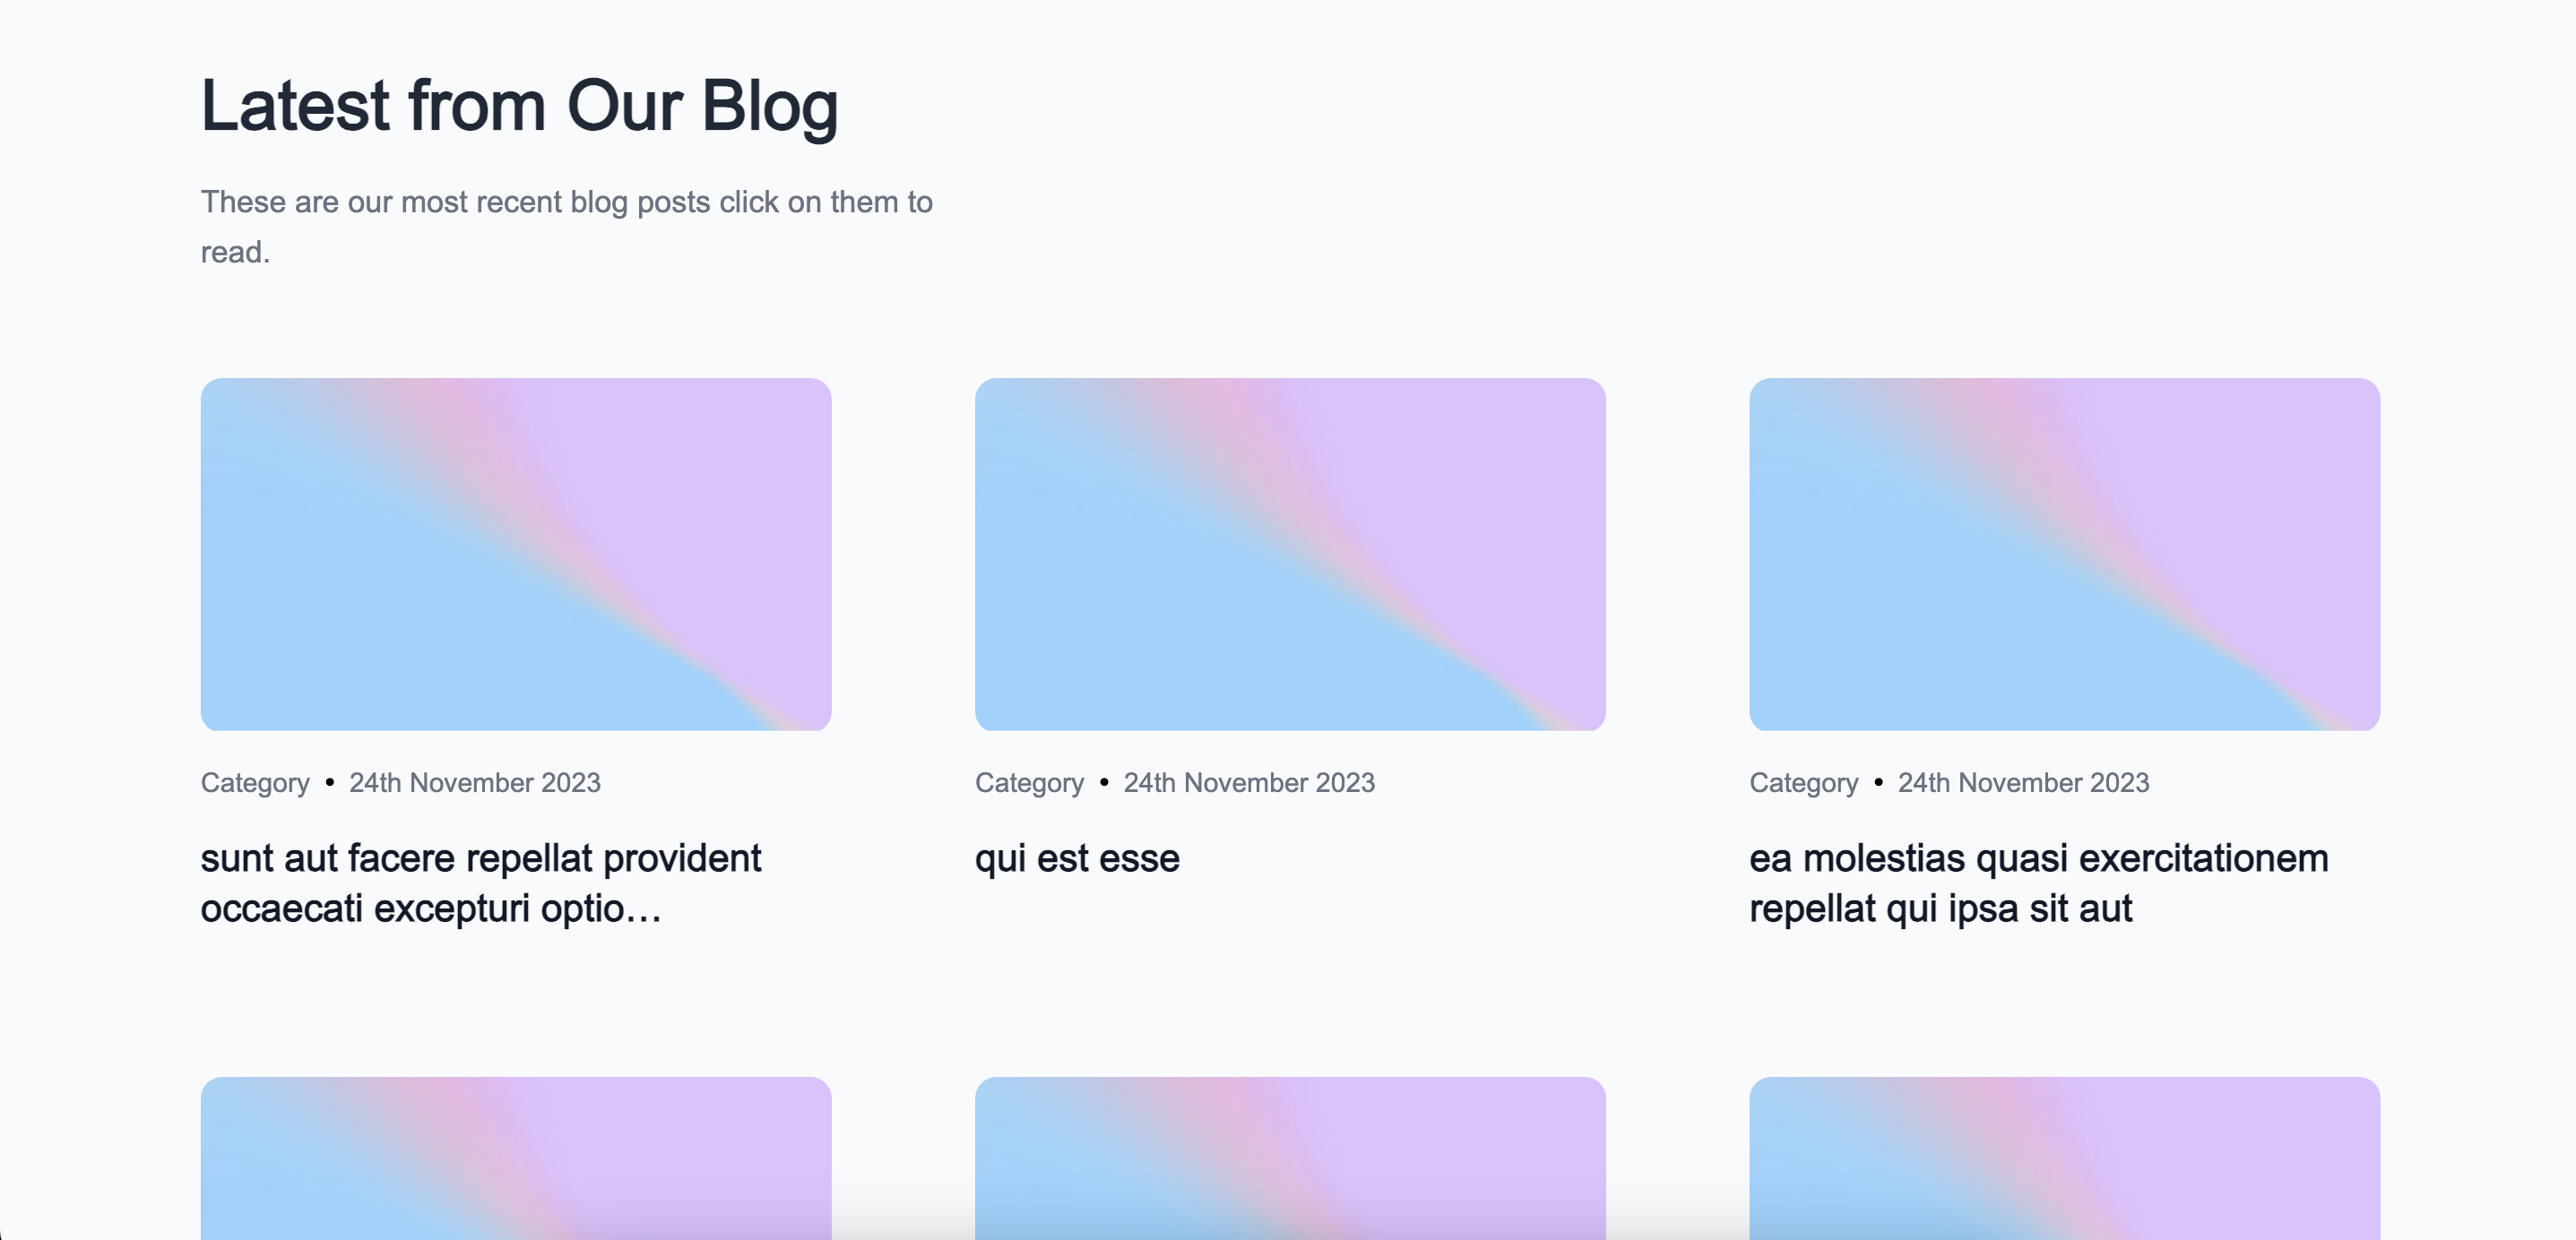 Latest from Our Blog
These are our most recent blog posts click on them to
read.
Category • 24th November 2023
sunt aut facere repellat provident
occaecati excepturi optio…
Category • 24th November 2023
qui est esse
Category • 24th November 2023
ea molestias quasi exercitationem
repellat qui ipsa sit aut